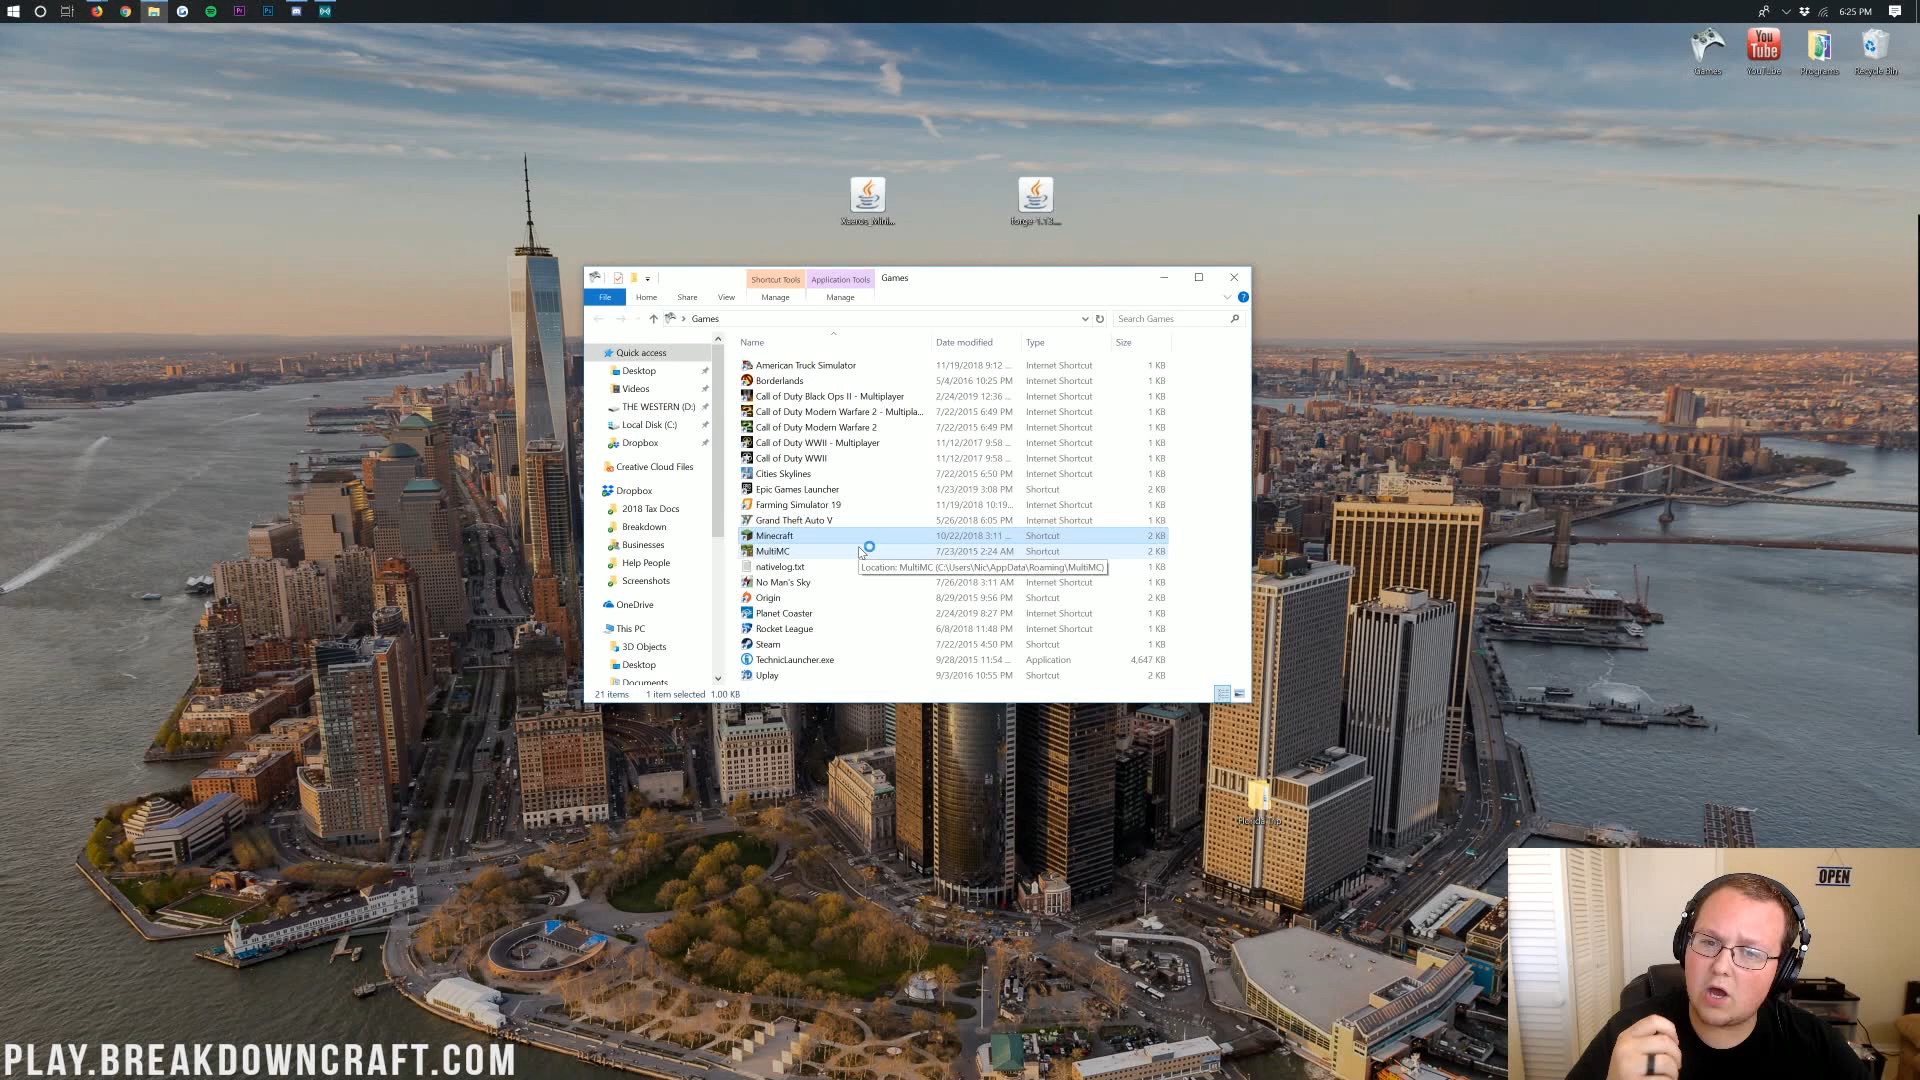 6:25 PM
Games
You Tube
YouTube
Programs
Recycle Bin
Xaeros_Mini...
forge-1.13....
Shortcut Tools
Application Tools
Games
File
Home
Share
View
Manage
Manage
Games
Search Games
Name
Date modified
Type
Size
Quick access
Desktop
Videos
THE WESTERN (D:)
Local Disk (C:)
Dropbox
Creative Cloud Files
Dropbox
2018 Tax Docs
Breakdown
Businesses
Help People
Screenshots
OneDrive
This PC
3D Objects
Desktop
Documents
American Truck Simulator 11/19/2018 9:12 ... Internet Shortcut 1 KB
Borderlands 5/4/2016 10:25 PM Internet Shortcut 1 KB
Call of Duty Black Ops II - Multiplayer 2/24/2019 12:36 ... Internet Shortcut 1 KB
Call of Duty Modern Warfare 2 - Multipla... 7/22/2015 6:49 PM Internet Shortcut 1 KB
Call of Duty Modern Warfare 2 7/22/2015 6:49 PM Internet Shortcut 1 KB
Call of Duty WWII - Multiplayer 11/12/2017 9:58 ... Internet Shortcut 1 KB
Call of Duty WWII 11/12/2017 9:58 ... Internet Shortcut 1 KB
Cities Skylines 7/22/2015 6:50 PM Internet Shortcut 1 KB
Epic Games Launcher 1/23/2019 3:08 PM Shortcut 2 KB
Farming Simulator 19 11/19/2018 10:19... Internet Shortcut 1 KB
Grand Theft Auto V 5/26/2018 6:05 PM Internet Shortcut 1 KB
Minecraft 10/22/2018 3:11 ... Shortcut 2 KB
MultiMC 7/23/2015 2:24 AM Shortcut 2 KB
Location: MultiMC (C:\Users\Nic\AppData\Roaming\MultiMC)
nativelog.txt 1 KB
No Man's Sky 7/26/2018 3:11 AM Internet Shortcut 1 KB
Origin 8/29/2015 9:56 PM Shortcut 2 KB
Planet Coaster 2/24/2019 8:27 PM Internet Shortcut 1 KB
Rocket League 6/8/2018 11:48 PM Internet Shortcut 1 KB
Steam 7/22/2015 4:50 PM Shortcut 1 KB
TechnicLauncher.exe 9/28/2015 11:54 ... Application 4,647 KB
Uplay 9/3/2016 10:55 PM Shortcut 2 KB
21 items 1 item selected 1.00 KB
Florida Trip
OPEN
PLAY.BREAKDOWNCRAFT.COM